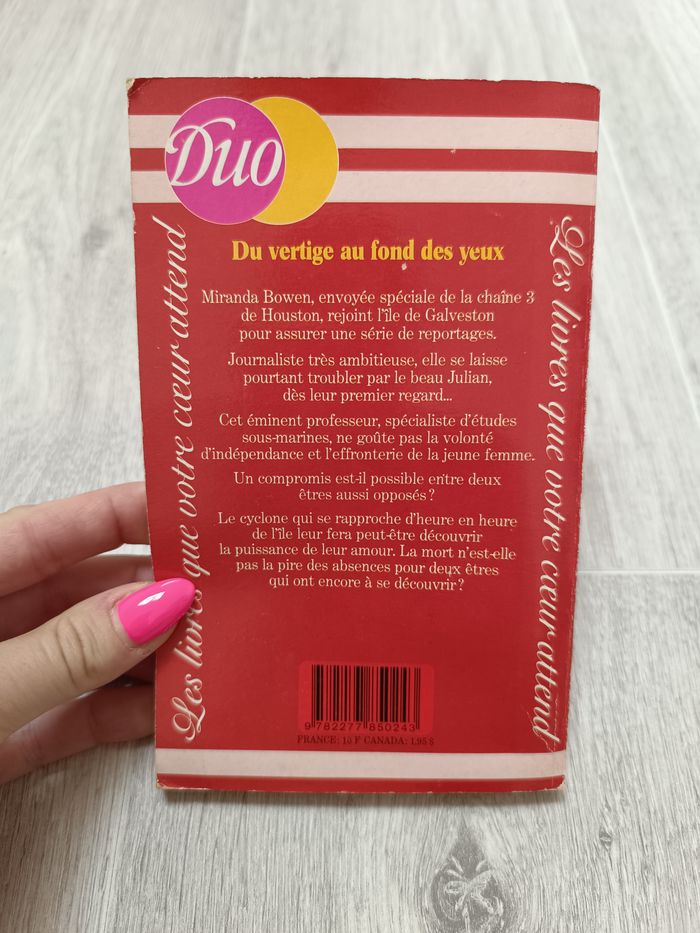 Duo
Du vertige au fond des yeux
Miranda Bowen, envoyée spéciale de la chaîne 3
de Houston, rejoint l'île de Galveston
pour assurer une série de reportages.
Journaliste très ambitieuse, elle se laisse
pourtant troubler par le beau Julian,
dès leur premier regard...
Cet éminent professeur, spécialiste d'études
sous-marines, ne goûte pas la volonté
d'indépendance et l'effronterie de la jeune femme.
Un compromis est-il possible entre deux
êtres aussi opposés ?
Le cyclone qui se rapproche d'heure en heure
de l'île leur fera peut-être découvrir
la puissance de leur amour. La mort n'est-elle
pas la pire des absences pour deux êtres
qui ont encore à se découvrir ?
Les livres que votre cœur attend
Les livres que votre cœur attend
9 782277 850243
FRANCE : 10 F CANADA : 1.95 $